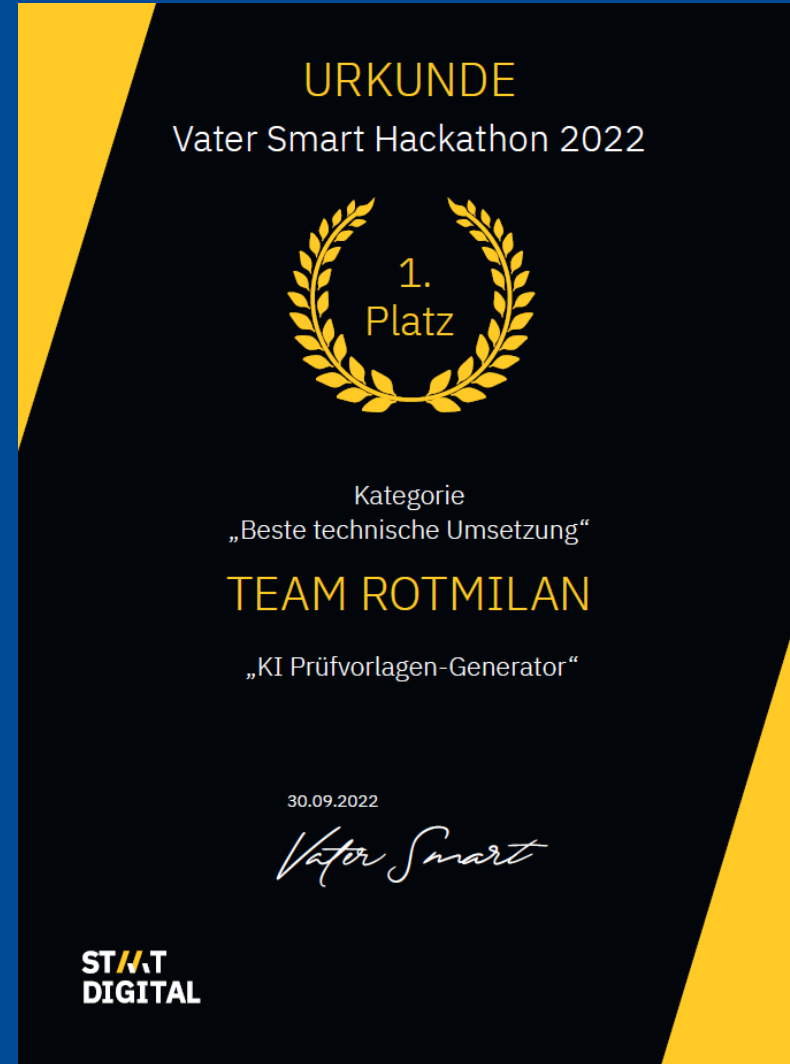 URKUNDE
Vater Smart Hackathon 2022
1.
Platz
Kategorie
„Beste technische Umsetzung“
TEAM ROTMILAN
„KI Prüfvorlagen-Generator“
30.09.2022
Vater Smart
STAAT
DIGITAL